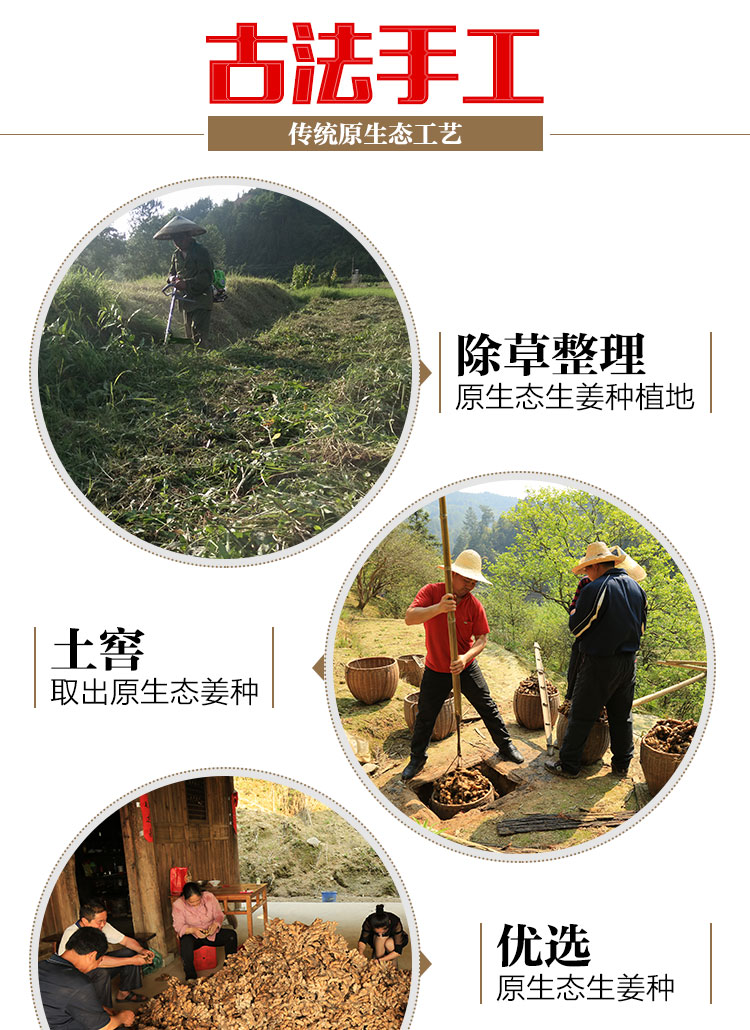 古法手工
传统原生态工艺
除草整理
原生态生姜种植地
土窖
取出原生态姜种
优选
原生态生姜种